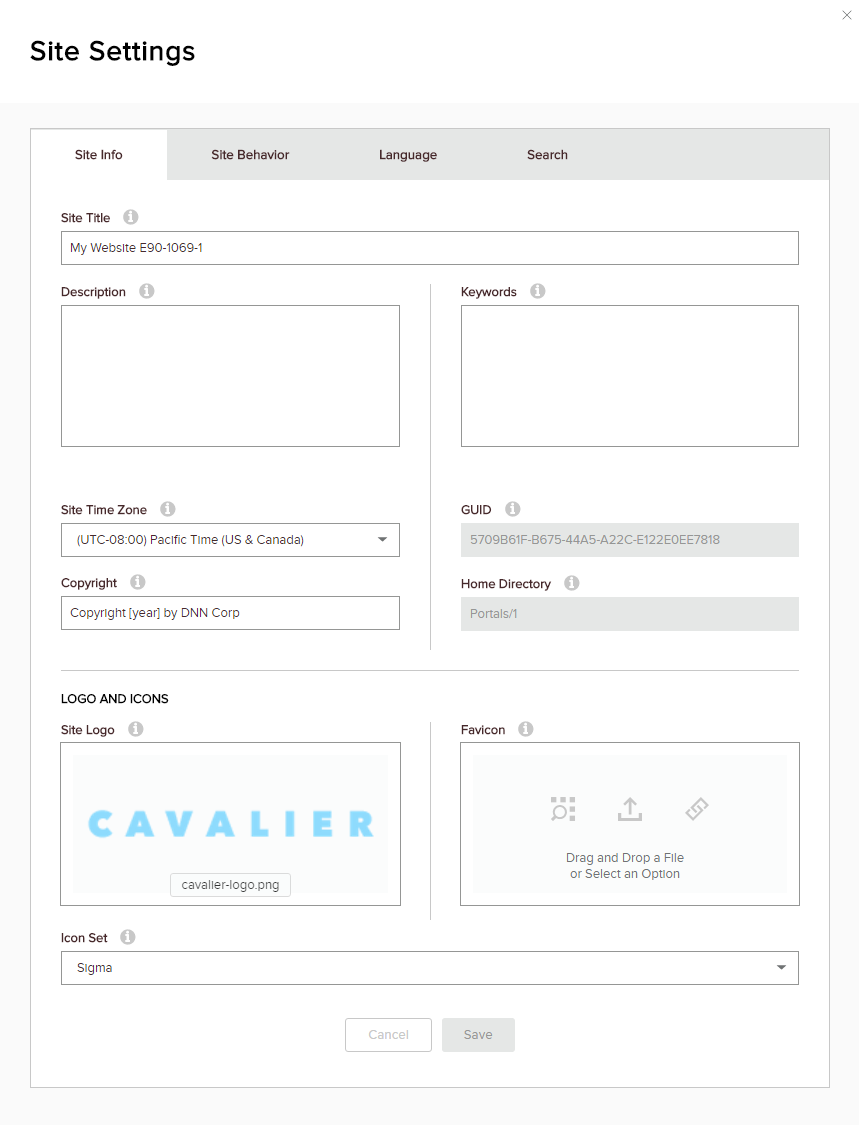 Site Settings
Site Info
Site Behavior
Language
Search
Site Title
My Website E90-1069-1
Description
Keywords
Site Time Zone
GUID
(UTC-08:00) Pacific Time (US & Canada)
5709B61F-B675-44A5-A22C-E122E0EE7818
Copyright
Home Directory
Copyright [year] by DNN Corp
Portals/1
LOGO AND ICONS
Site Logo
Favicon
CAVALIER
cavalier-logo.png
Drag and Drop a File
or Select an Option
Icon Set
Sigma
Cancel
Save